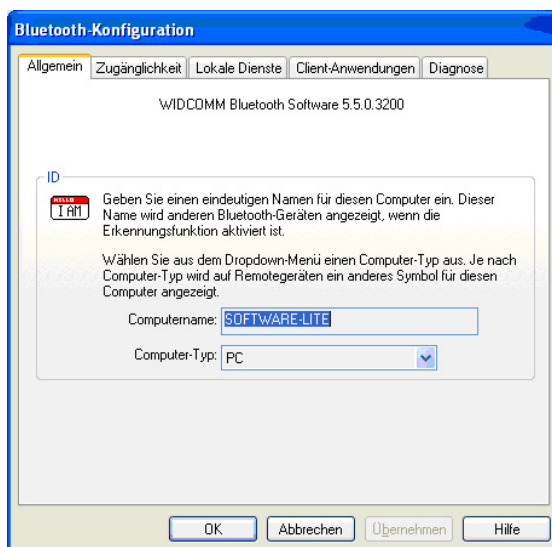 Bluetooth-Konfiguration
Allgemein Zugänglichkeit Lokale Dienste Client-Anwendungen Diagnose
WIDCOMM Bluetooth Software 5.5.0.3200
ID
HELLO
I AM
Geben Sie einen eindeutigen Namen für diesen Computer ein. Dieser
Name wird anderen Bluetooth-Geräten angezeigt, wenn die
Erkennungsfunktion aktiviert ist.
Wählen Sie aus dem Dropdown-Menü einen Computer-Typ aus. Je nach
Computer-Typ wird auf Remotegeräten ein anderes Symbol für diesen
Computer angezeigt.
Computername: SOFTWARE-LITE
Computer-Typ: PC
OK Abbrechen Übernehmen Hilfe